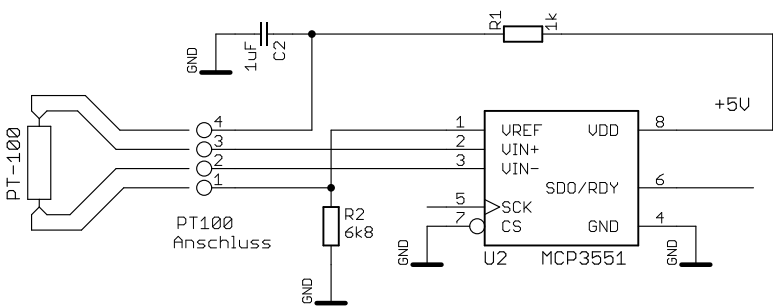 R1
1k
GND
1uF
C2
+5V
PT-100
4
3
2
1
PT100
Anschluss
R2
6k8
GND
1
2
3
5
7
VREF
VIN+
VIN-
SCK
CS
VDD
SDO/RDY
GND
8
6
4
GND
GND
U2
MCP3551